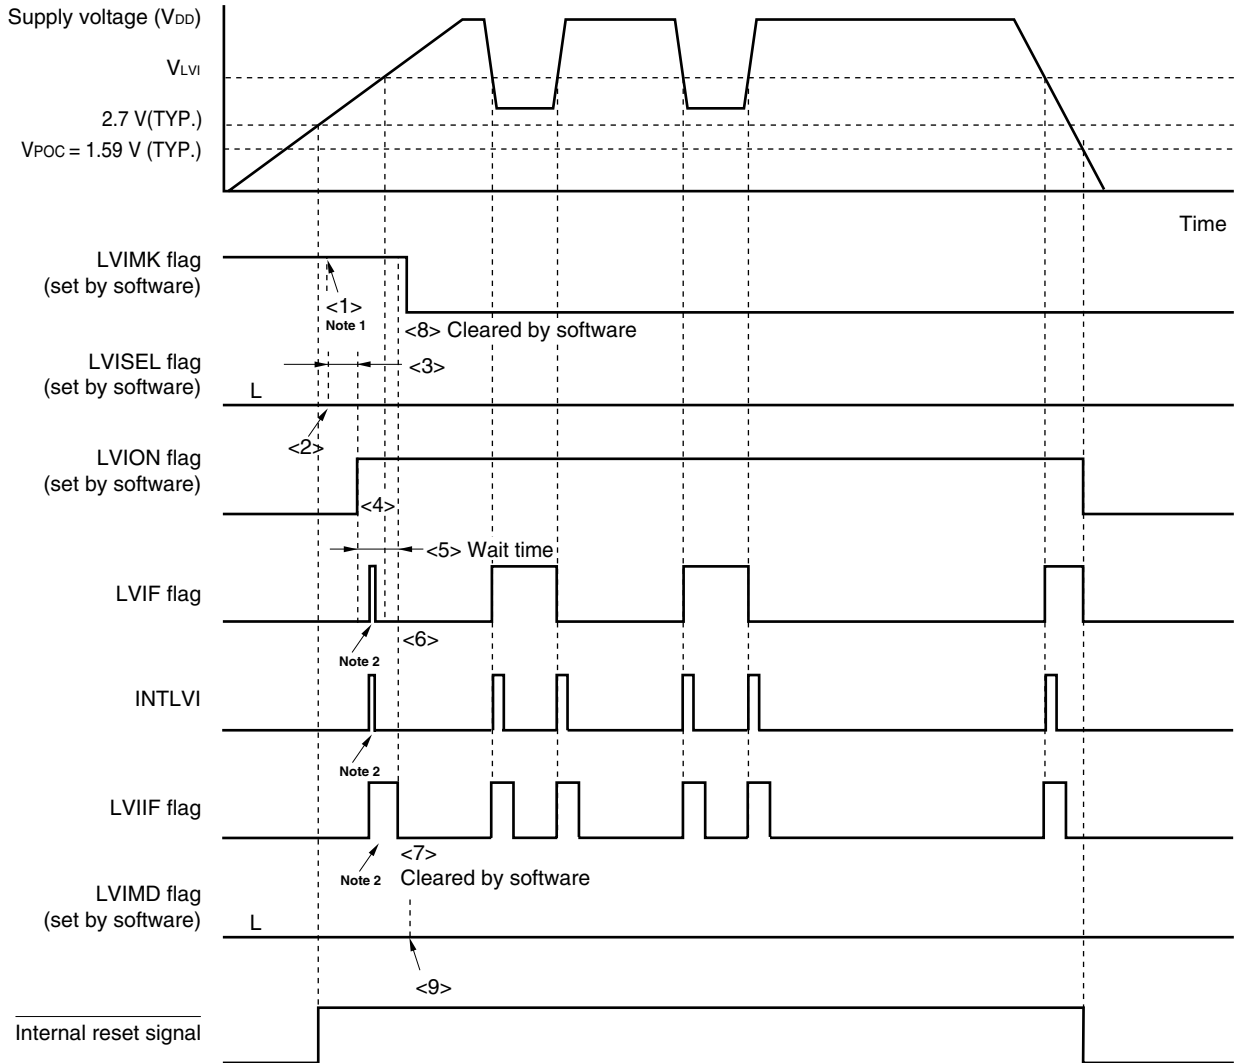 Supply voltage (VDD)
VLVI
2.7 V(TYP.)
VPOC = 1.59 V (TYP.)
Time
LVIMK flag
(set by software)
<1>
Note 1
<8> Cleared by software
LVISEL flag
(set by software)
<3>
L
<2>
LVION flag
(set by software)
<4>
<5> Wait time
LVIF flag
<6>
Note 2
INTLVI
Note 2
LVIIF flag
<7>
Note 2
Cleared by software
LVIMD flag
(set by software)
L
<9>
Internal reset signal